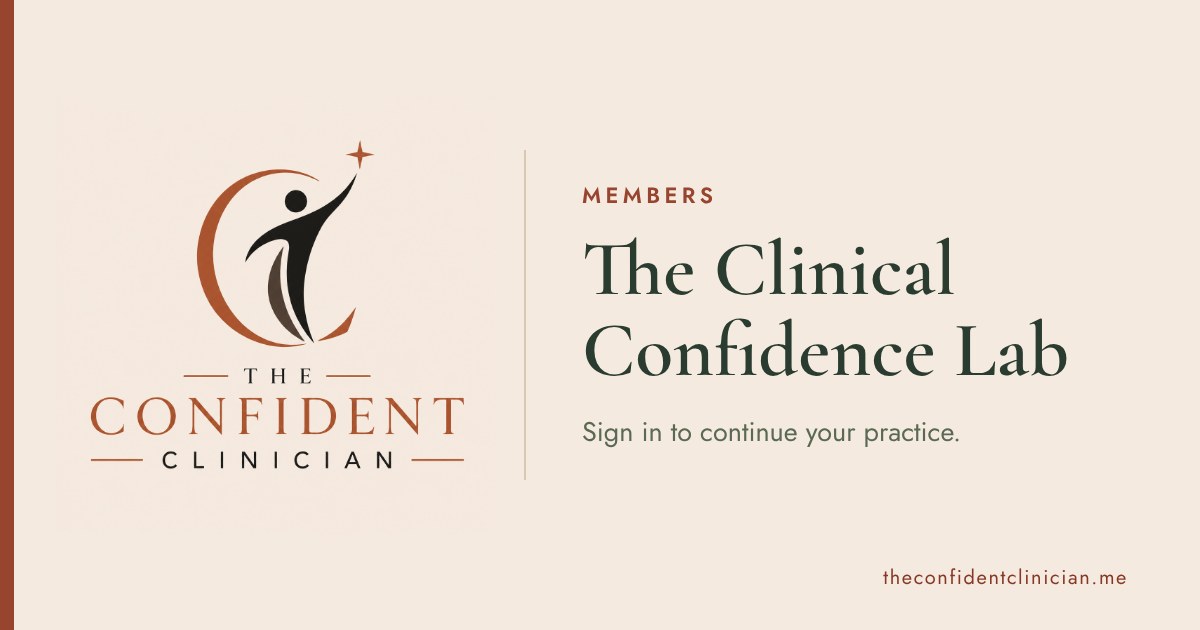 THE
CONFIDENT
CLINICIAN
MEMBERS
The Clinical
Confidence Lab
Sign in to continue your practice.
theconfidentclinician.me